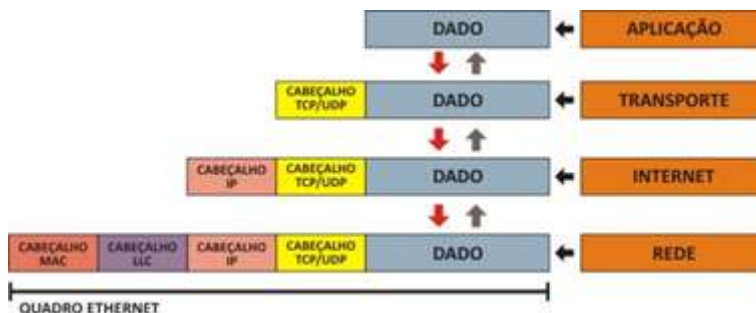 DADO APLICAÇÃO
CABEÇALHO
TCP/UDP
DADO TRANSPORTE
CABEÇALHO
IP
CABEÇALHO
TCP/UDP
DADO INTERNET
CABEÇALHO
MAC
CABEÇALHO
LLC
CABEÇALHO
IP
CABEÇALHO
TCP/UDP
DADO REDE
QUADRO ETHERNET